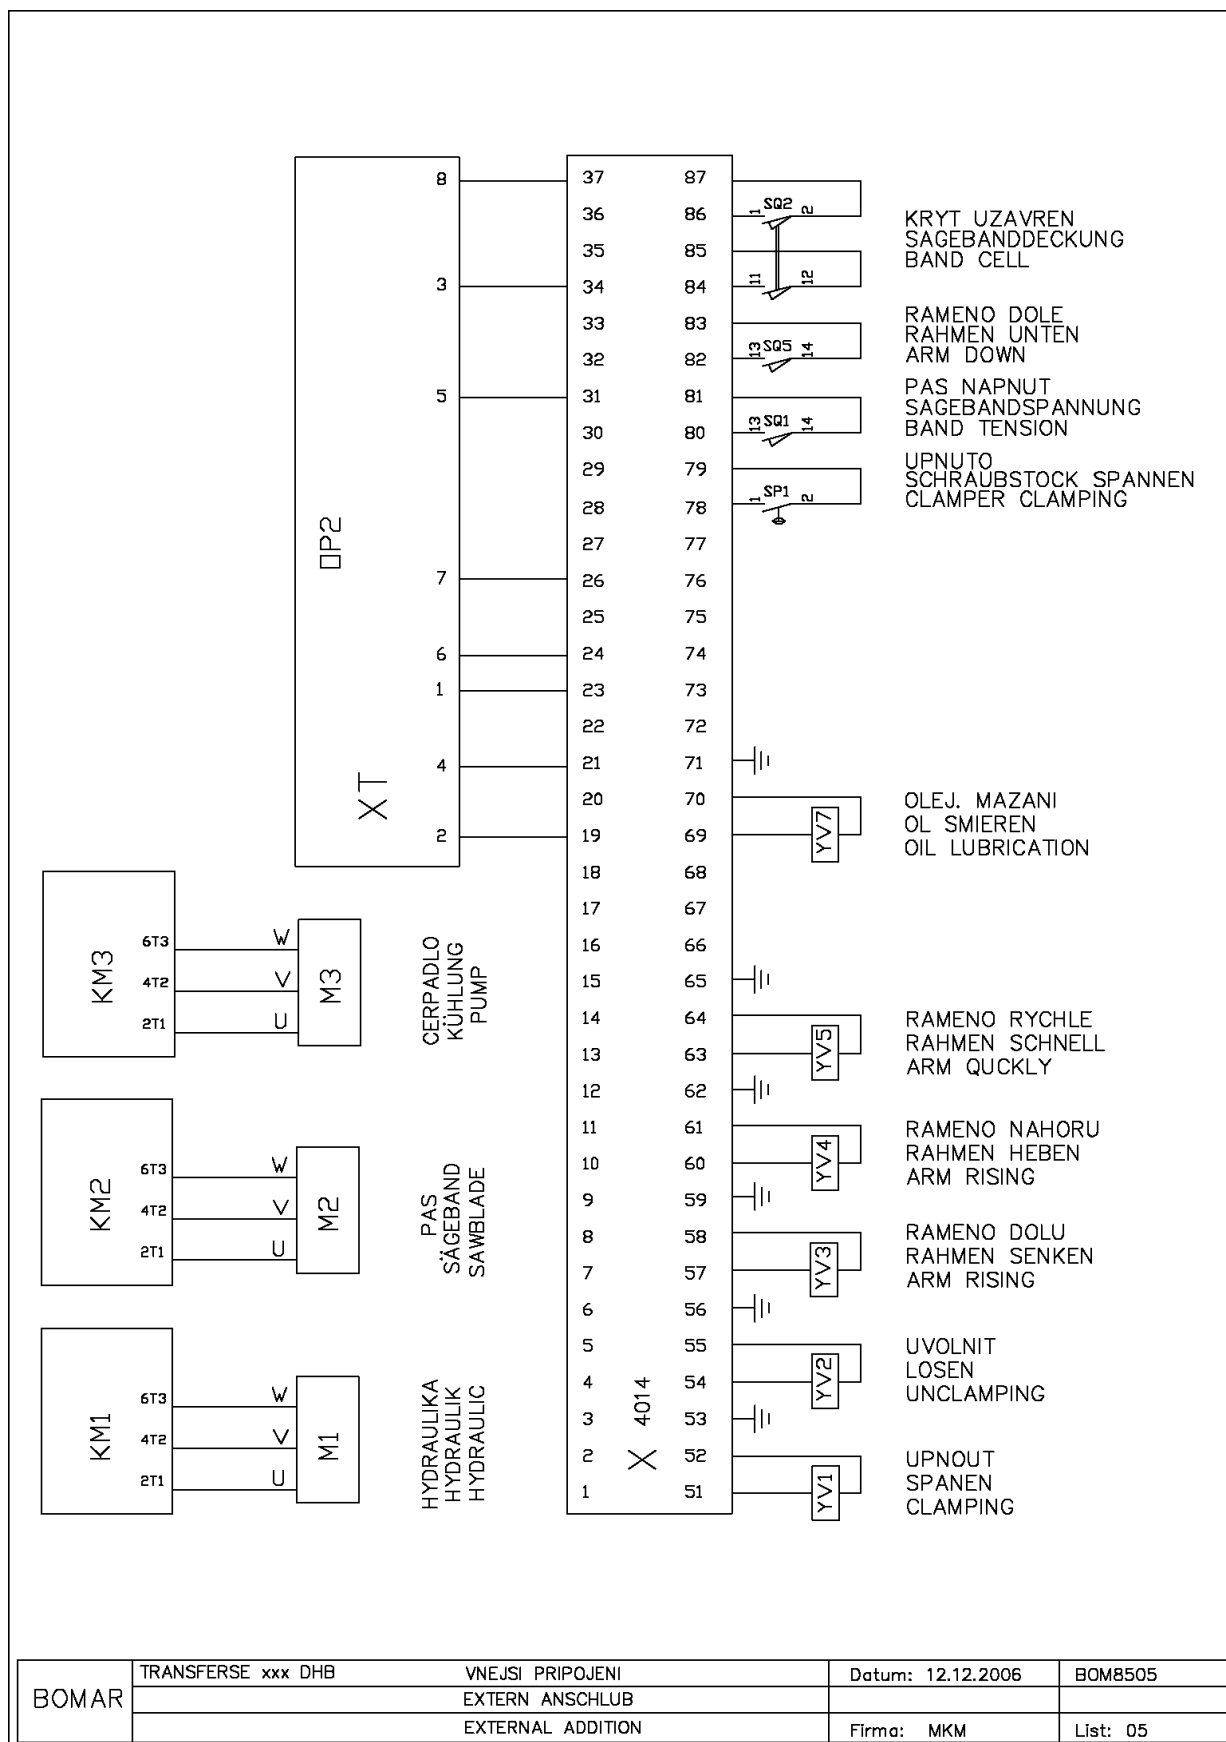 8
3
5
7
6
1
4
2
OP2
XT
37 87
36 86
35 85
34 84
33 83
32 82
31 81
30 80
29 79
28 78
27 77
26 76
25 75
24 74
23 73
22 72
21 71
20 70
19 69
18 68
17 67
16 66
15 65
14 64
13 63
12 62
11 61
10 60
9 59
8 58
7 57
6 56
5 55
4 54
3 53
2 52
1 51
X 4014
1 SQ2 2
11 12
KRYT UZAVREN
SAGEBANDDECKUNG
BAND CELL
13 SQ5 14
RAMENO DOLE
RAHMEN UNTEN
ARM DOWN
13 SQ1 14
PAS NAPNUT
SAGEBANDSPANNUNG
BAND TENSION
1 SP1 2
UPNUTO
SCHRAUBSTOCK SPANNEN
CLAMPER CLAMPING
YV7
OLEJ. MAZANI
OL SMIEREN
OIL LUBRICATION
YV5
RAMENO RYCHLE
RAHMEN SCHNELL
ARM QUCKLY
YV4
RAMENO NAHORU
RAHMEN HEBEN
ARM RISING
YV3
RAMENO DOLU
RAHMEN SENKEN
ARM RISING
YV2
UVOLNIT
LOSEN
UNCLAMPING
YV1
UPNOUT
SPANEN
CLAMPING
KM3
6T3 W
4T2 V
2T1 U
M3
CERPADLO
KÜHLUNG
PUMP
KM2
6T3 W
4T2 V
2T1 U
M2
PAS
SÄGEBAND
SAWBLADE
KM1
6T3 W
4T2 V
2T1 U
M1
HYDRAULIKA
HYDRAULIK
HYDRAULIC
BOMAR
TRANSFERSE xxx DHB VNEJSI PRIPOJENI Datum: 12.12.2006 BOM8505
EXTERN ANSCHLUB
EXTERNAL ADDITION Firma: MKM List: 05